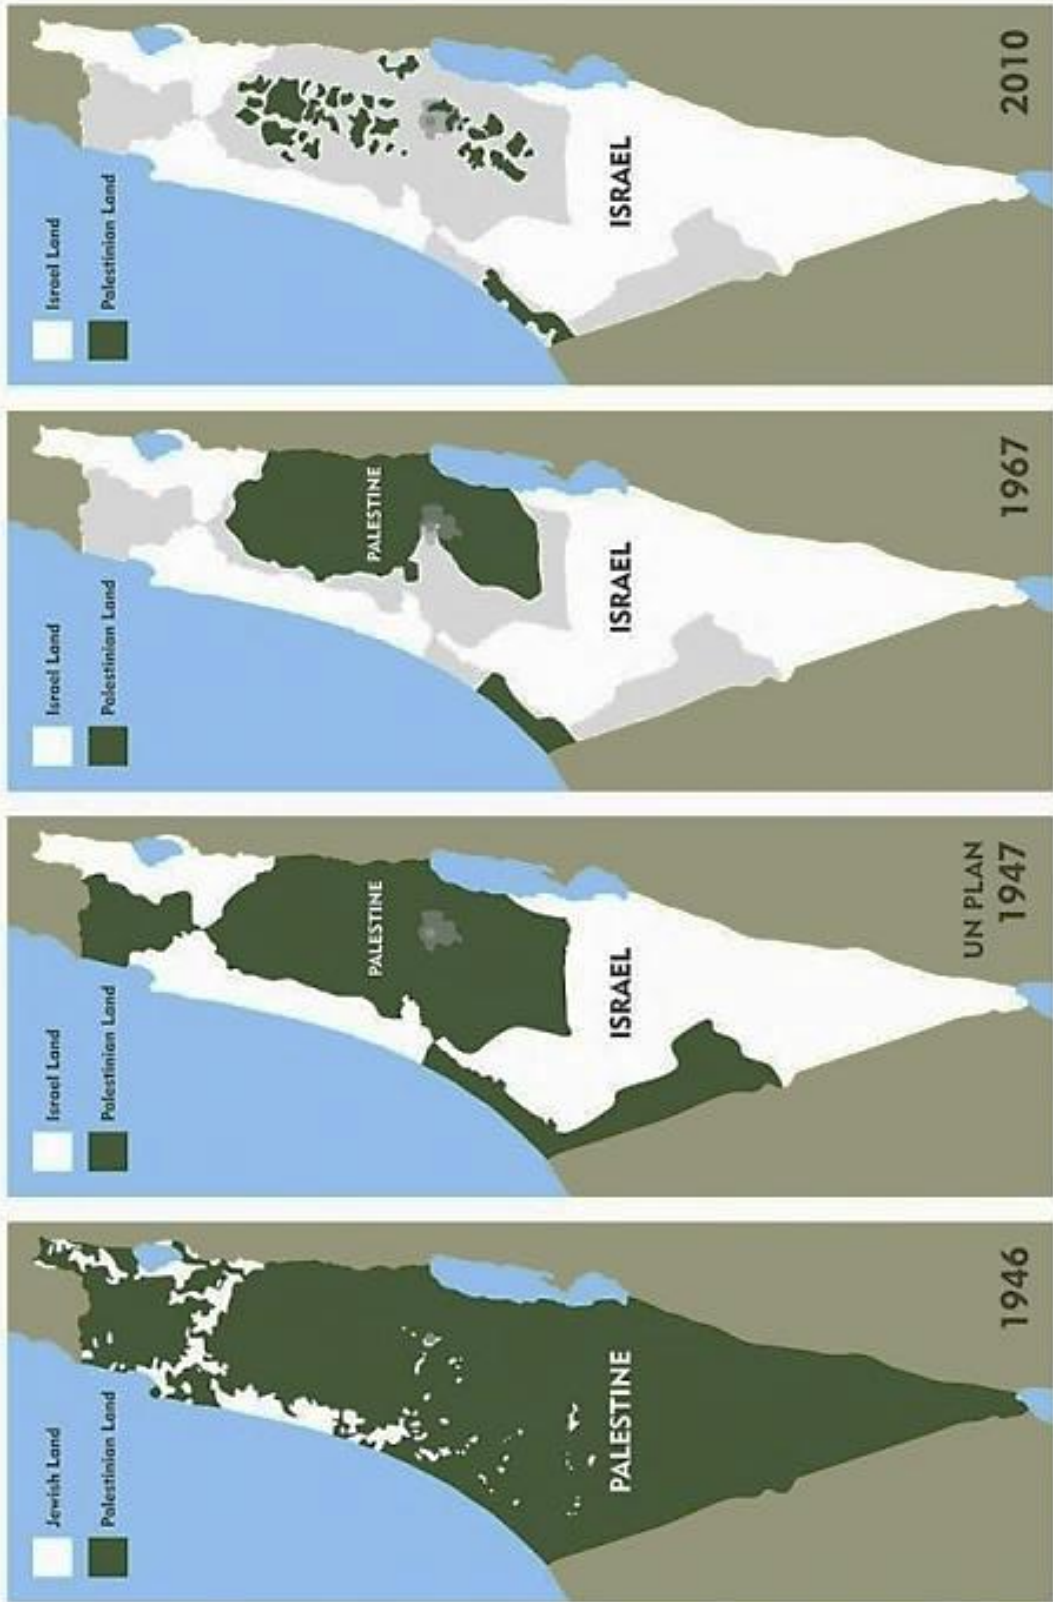 Jewish Land
Palestinian Land
PALESTINE
1946
Israel Land
Palestinian Land
PALESTINE
ISRAEL
UN PLAN
1947
Israel Land
Palestinian Land
PALESTINE
ISRAEL
1967
Israel Land
Palestinian Land
ISRAEL
2010